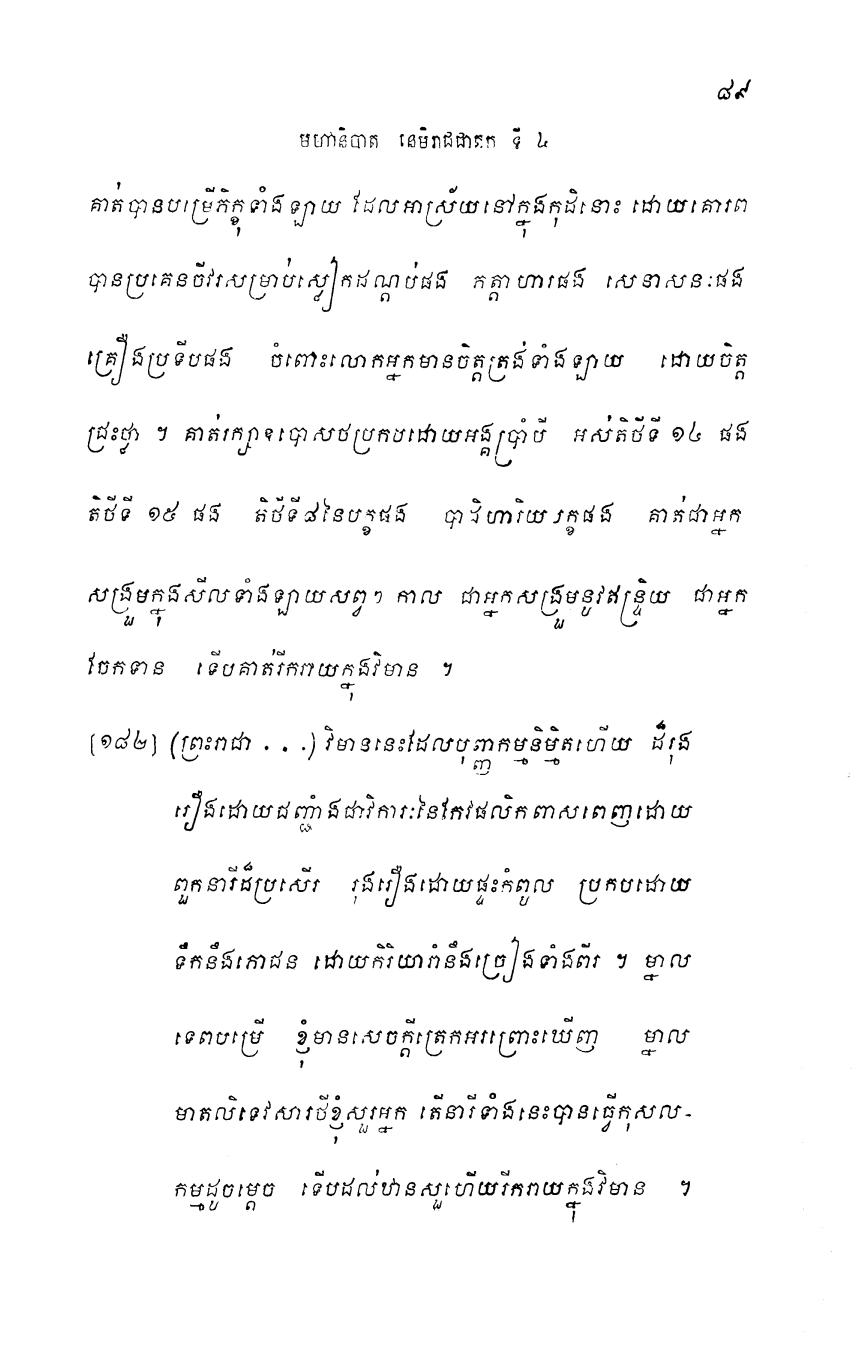 ៨៩
មហានិបាត នេមិរាជជាតក ទី ៤
គាត់បានបម្រើភិក្ខុទាំងឡាយ ដែលអាស្រ័យនៅក្នុងកុដិនោះ ដោយគោរព
បានប្រគេនចីវរសម្រាប់ស្លៀកដណ្តប់ផង ភត្តាហារផង សេនាសនៈផង
គ្រឿងប្រទីបផង ចំពោះលោកអ្នកមានចិត្តត្រង់ទាំងឡាយ ដោយចិត្ត
ជ្រះថ្លា ។ គាត់រក្សាឧបោសថប្រកបដោយអង្គប្រាំបី អស់តិថីទី ១៤ ផង
តិថីទី ១៥ ផង តិថីទី៨នៃបក្ខផង បាដិហារិយបក្ខផង គាត់ជាអ្នក
សង្រួមក្នុងសីលទាំងឡាយសព្វៗ កាល ជាអ្នកសង្រួមនូវឥន្ទ្រិយ ជាអ្នក
ចែកទាន ទើបគាត់រីករាយក្នុងវិមាន ។
[១៨២] (ព្រះរាជា . . .) វិមាននេះដែលបុញ្ញកម្មនិម្មិតហើយ ដ៏រុង
រឿងដោយជញ្ជាំងជាវិការៈនៃកែវផលិកពាសពេញដោយ
ពួកនារីដ៏ប្រសើរ រុងរឿងដោយផ្ទះកំពូល ប្រកបដោយ
ទឹកនឹងភោជន ដោយកិរិយារាំនឹងច្រៀងទាំងពីរ ។ ម្នាល
ទេពបម្រើ ខ្ញុំមានសេចក្តីត្រេកអរព្រោះឃើញ ម្នាល
មាតលិទេវសារថីខ្ញុំសួរអ្នក តើនារីទាំងនេះបានធ្វើកុសល-
កម្មដូចម្តេច ទើបដល់ឋានសួគ៌ហើយរីករាយក្នុងវិមាន ។